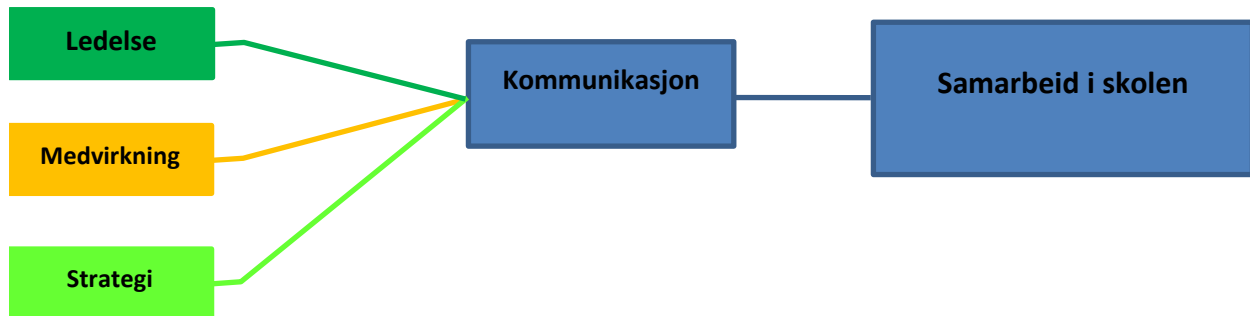 Ledelse
Medvirkning
Strategi
Kommunikasjon
Samarbeid i skolen